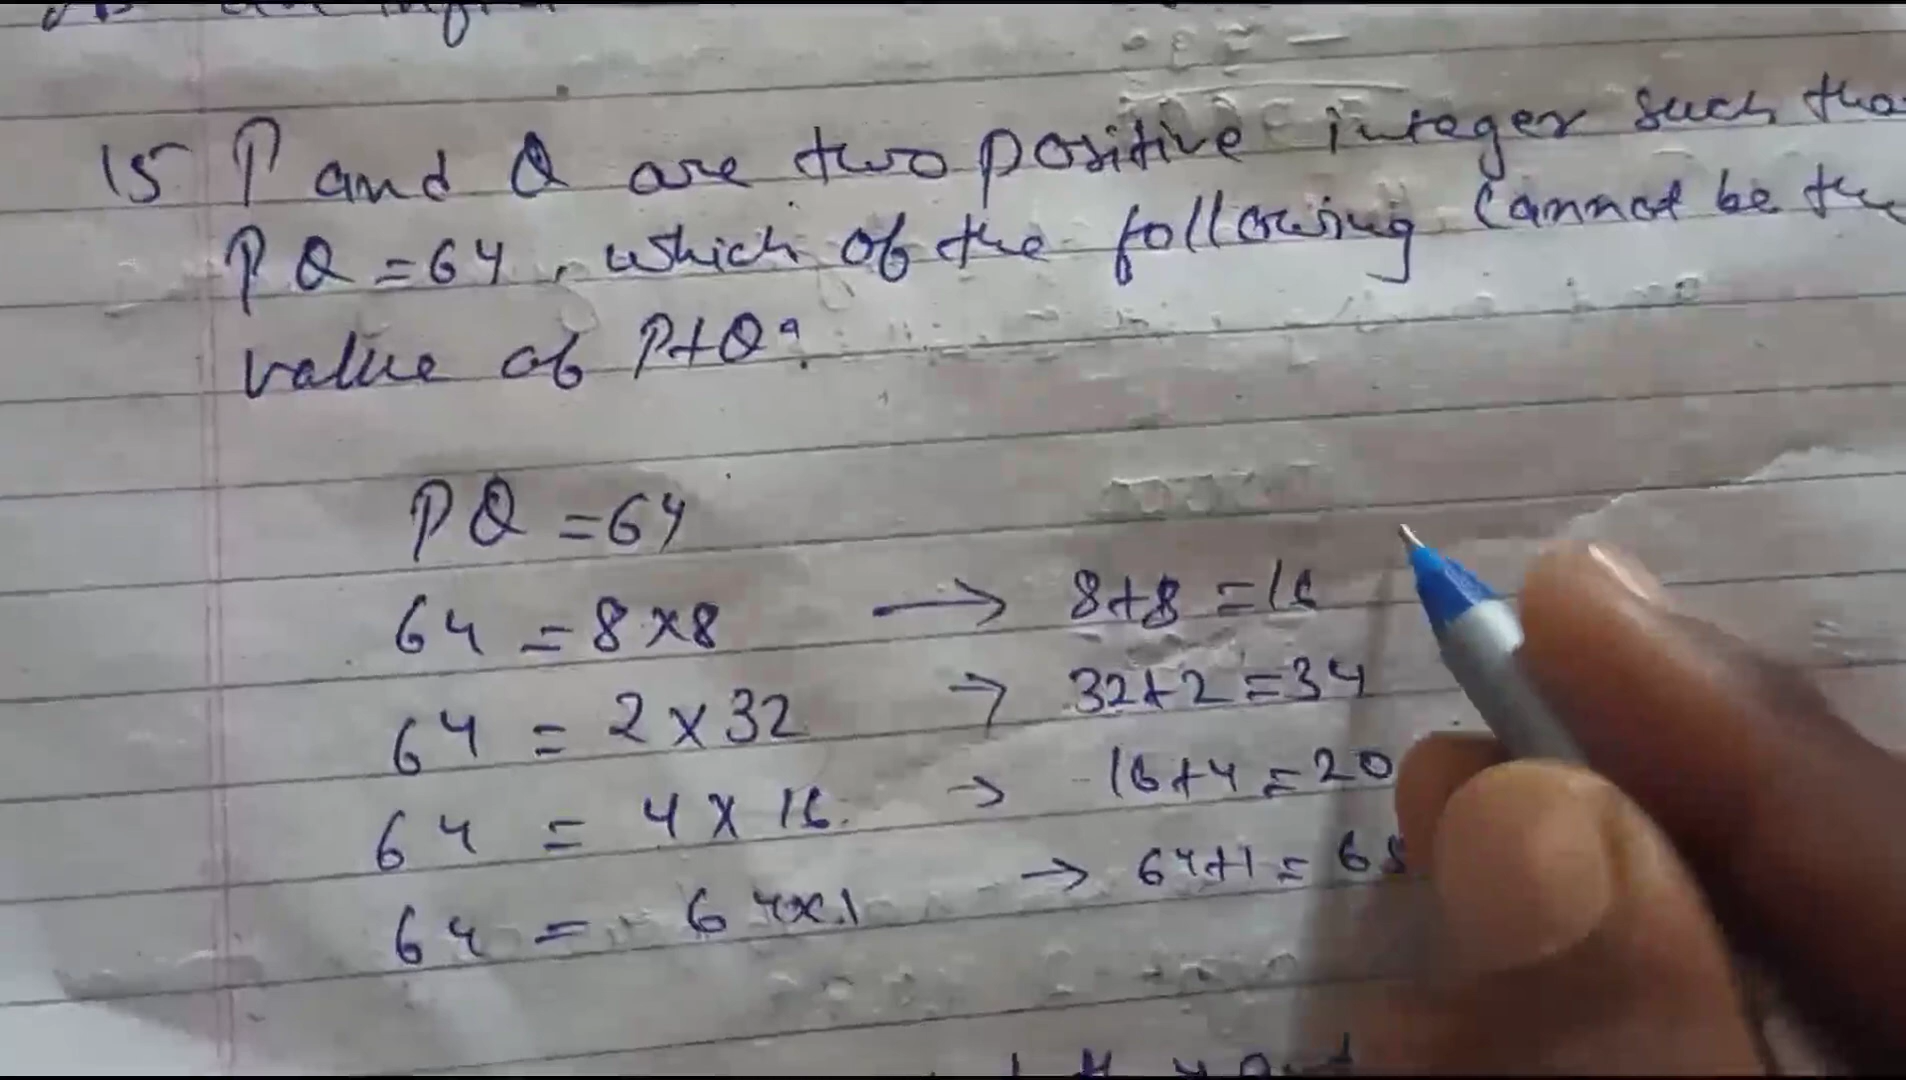 15 P and Q are two positive integer such tha
PQ = 64, which of the following cannot be the
value of P+Q?
PQ = 64
64 = 8 x 8 → 8+8 = 16
64 = 2 x 32 → 32+2 = 34
64 = 4 x 16 → 16+4 = 20
64 = 64x1 → 64+1 = 65